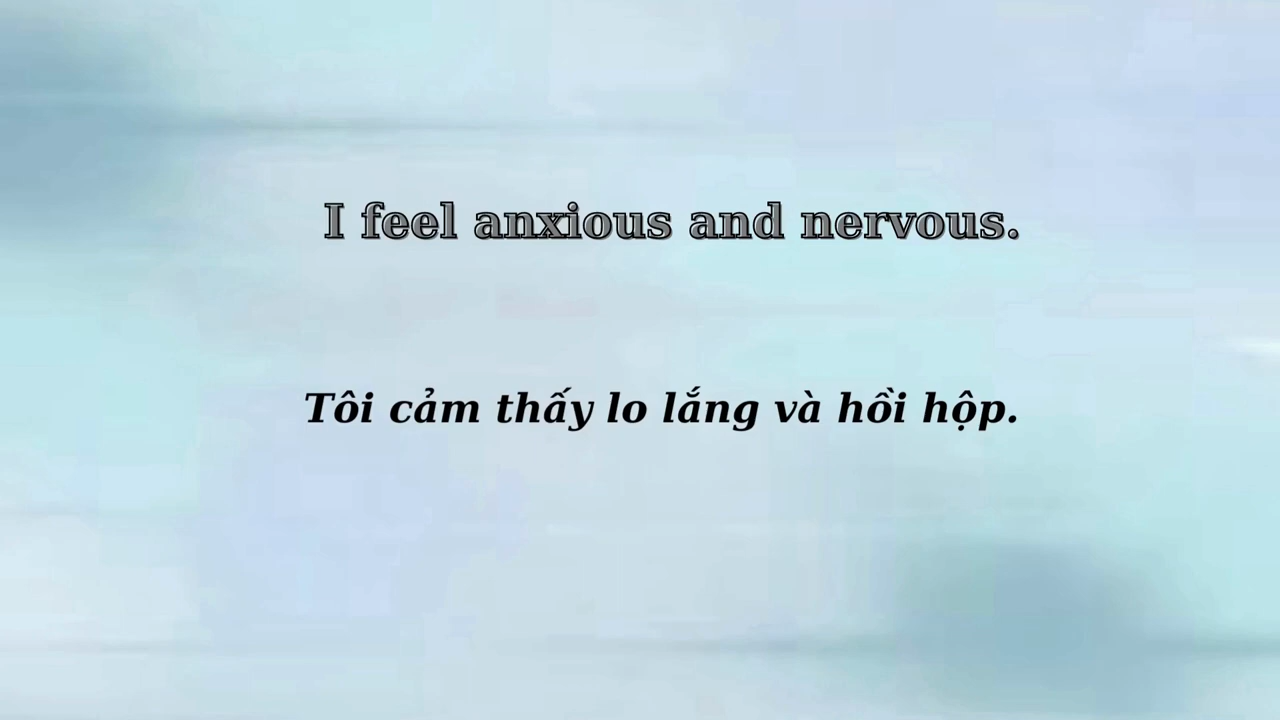 I feel anxious and nervous.
Tôi cảm thấy lo lắng và hồi hộp.